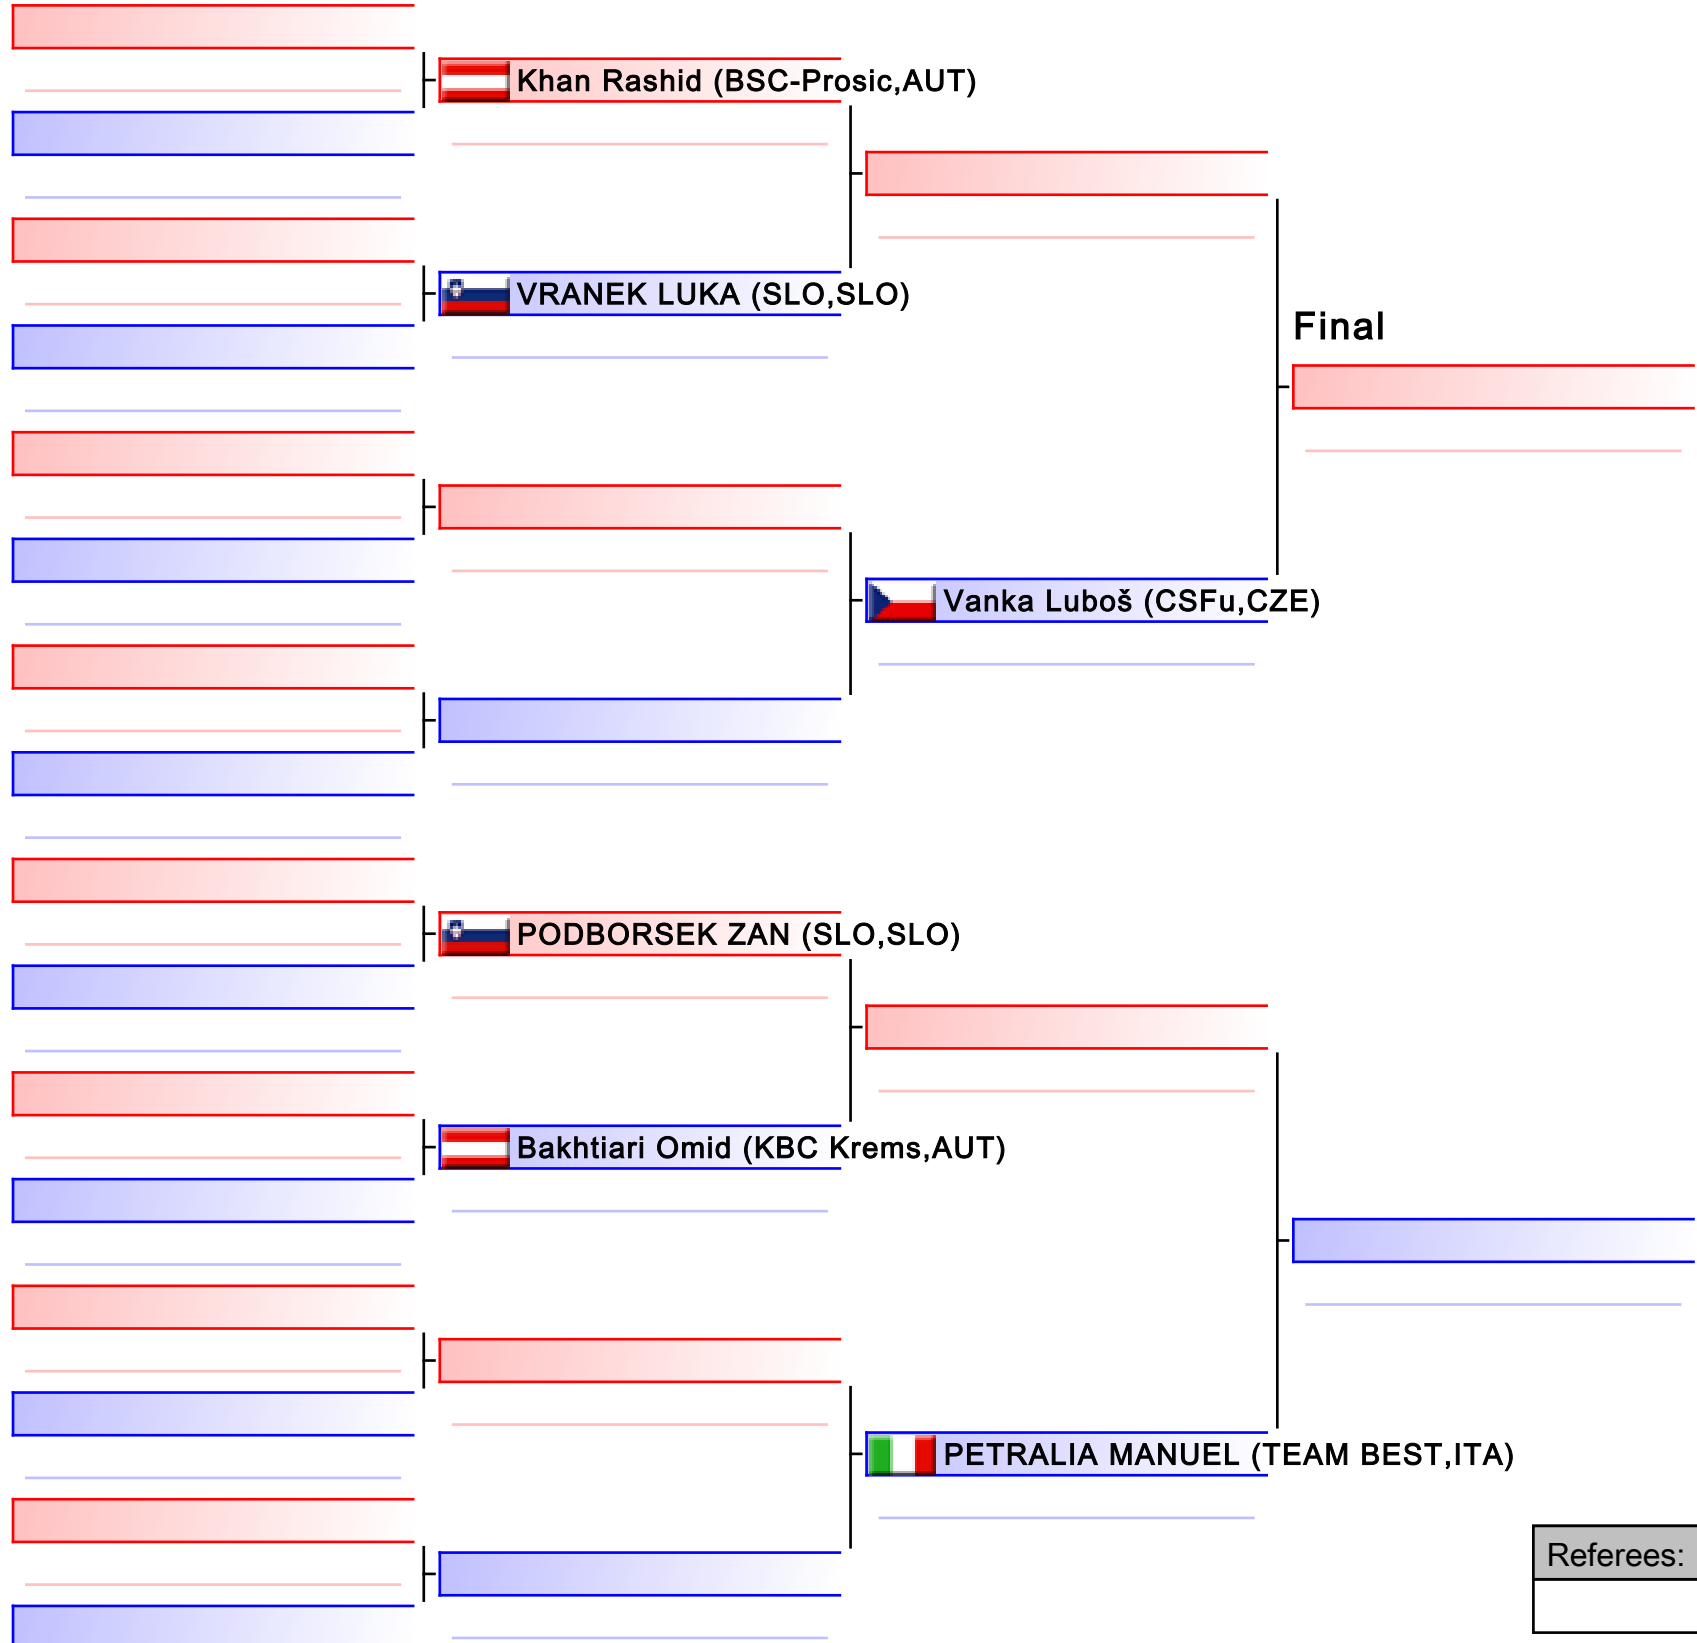 Khan Rashid (BSC-Prosic,AUT)
VRANEK LUKA (SLO,SLO)
Final
Vanka Luboš (CSFu,CZE)
PODBORSEK ZAN (SLO,SLO)
Bakhtiari Omid (KBC Krems,AUT)
PETRALIA MANUEL (TEAM BEST,ITA)
Referees: